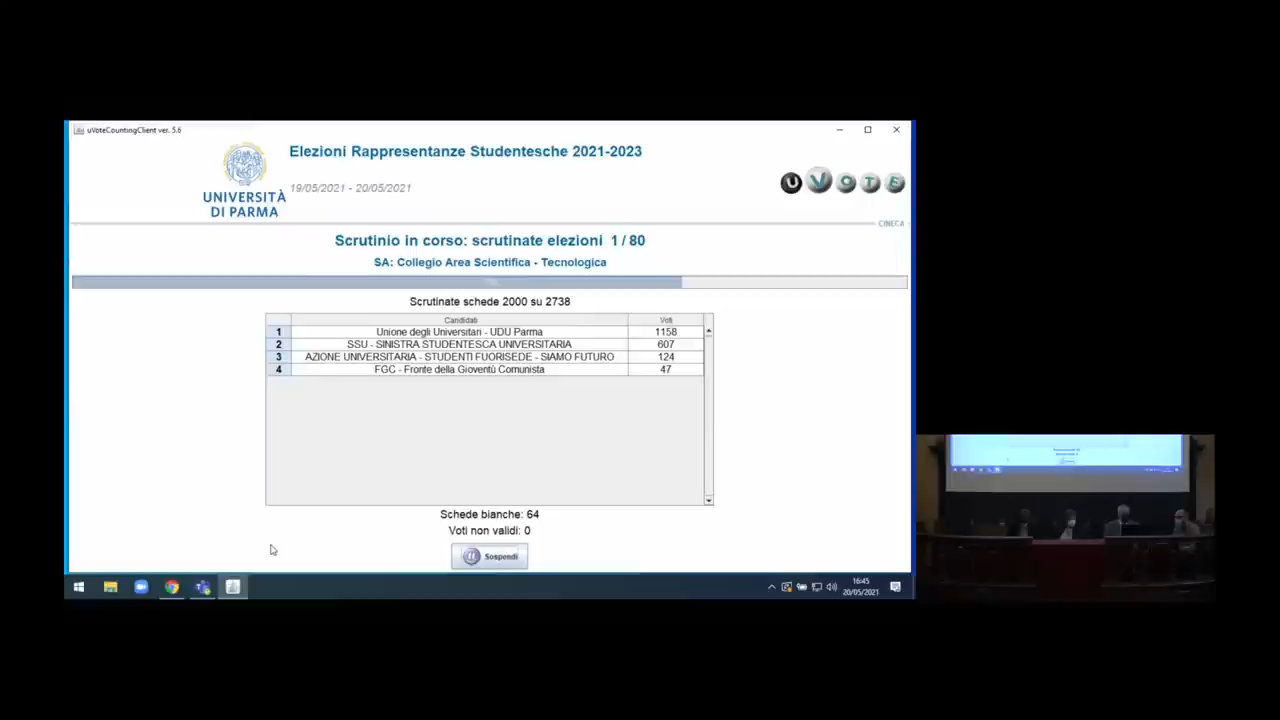 uVoteCountingClient ver. 5.6
Elezioni Rappresentanze Studentesche 2021-2023
19/05/2021 - 20/05/2021
UNIVERSITÀ
DI PARMA
U V O T E
CINECA
Scrutinio in corso: scrutinate elezioni 1 / 80
SA: Collegio Area Scientifica - Tecnologica
Scrutinate schede 2000 su 2738
Candidati Voti
1 Unione degli Universitari - UDU Parma 1158
2 SSU - SINISTRA STUDENTESCA UNIVERSITARIA 607
3 AZIONE UNIVERSITARIA - STUDENTI FUORISEDE - SIAMO FUTURO 124
4 FGC - Fronte della Gioventù Comunista 47
Schede bianche: 64
Voti non validi: 0
Sospendi
16:45
20/05/2021